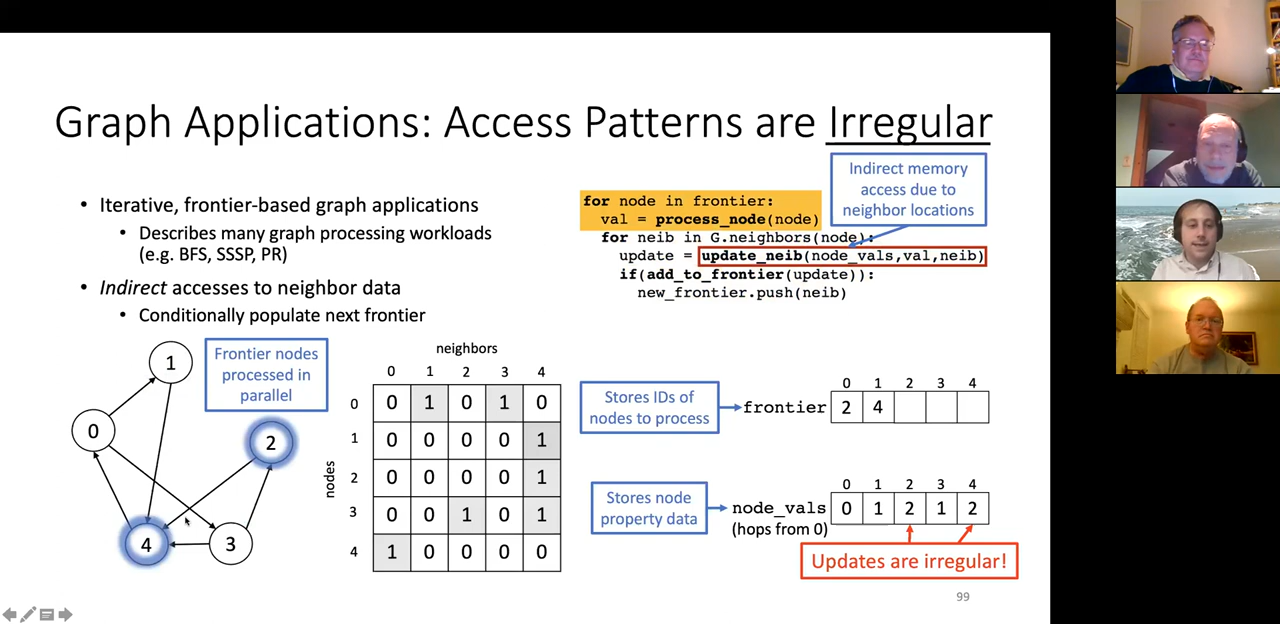 Graph Applications: Access Patterns are Irregular
• Iterative, frontier-based graph applications
• Describes many graph processing workloads
(e.g. BFS, SSSP, PR)
• Indirect accesses to neighbor data
• Conditionally populate next frontier
for node in frontier:
val = process_node(node)
for neib in G.neighbors(node):
update = update_neib(node_vals,val,neib)
if(add_to_frontier(update)):
new_frontier.push(neib)
Indirect memory
access due to
neighbor locations
1
0
2
4
3
Frontier nodes
processed in
parallel
neighbors
0 1 2 3 4
nodes
0 0 1 0 1 0
1 0 0 0 0 1
2 0 0 0 0 1
3 0 0 1 0 1
4 1 0 0 0 0
Stores IDs of
nodes to process
0 1 2 3 4
frontier 2 4
Stores node
property data
0 1 2 3 4
node_vals 0 1 2 1 2
(hops from 0)
Updates are irregular!
99